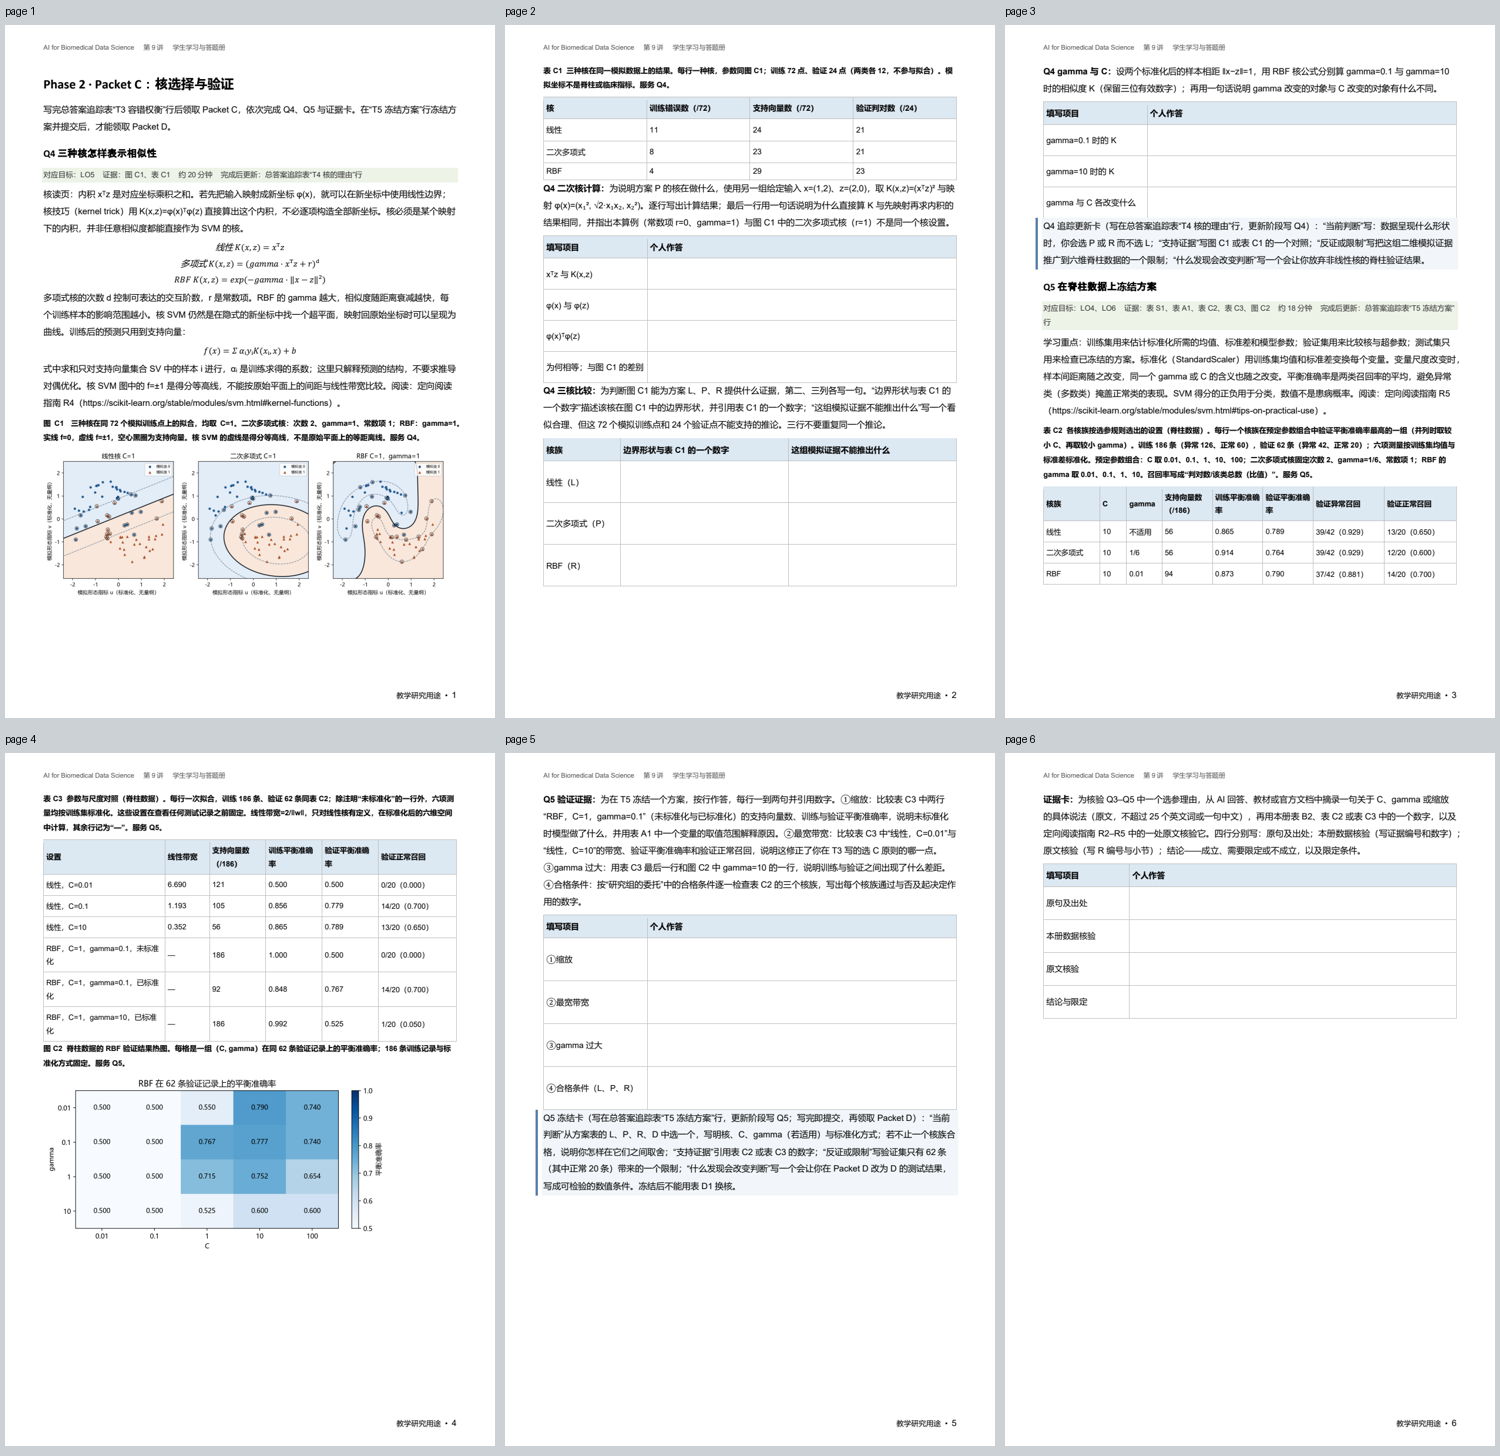 page 1
AI for Biomedical Data Science 第 9 讲 学生学习与答题册
Phase 2 · Packet C：核选择与验证
写完总答案追踪表“T3 容错权衡”行后领取 Packet C，依次完成 Q4、Q5 与证据卡。在“T5 冻结方案”行冻结方
案并提交后，才能领取 Packet D。
Q4 三种核怎样表示相似性
对应目标：LO5 证据：图 C1、表 C1 约 20 分钟 完成后更新：总答案追踪表“T4 核的理由”行
核读页：内积 xᵀz 是对应坐标乘积之和。若先把输入映射成新坐标 φ(x)，就可以在新坐标中使用线性边界；
核技巧（kernel trick）用 K(x,z)=φ(x)ᵀφ(z) 直接算出这个内积，不必逐项构造全部新坐标。核必须是某个映射
下的内积，并非任意相似度都能直接作为 SVM 的核。
线性 K(x, z) = xᵀz
多项式 K(x, z) = (gamma · xᵀz + r)ᵈ
RBF K(x, z) = exp(−gamma · ‖x − z‖²)
多项式核的次数 d 控制可表达的交互阶数，r 是常数项。RBF 的 gamma 越大，相似度随距离衰减越快，每
个训练样本的影响范围越小。核 SVM 仍然是在隐式的新坐标中找一个超平面，映射回原始坐标时可以呈现为
曲线。训练后的预测只用到支持向量：
f(x) = Σ αᵢyᵢK(xᵢ, x) + b
式中求和只对支持向量集合 SV 中的样本 i 进行，αᵢ 是训练求得的系数；这里只解释预测的结构，不要求推导
对偶优化。核 SVM 图中的 f=±1 是得分等高线，不能按原始平面上的间距与线性带宽比较。阅读：定向阅读
指南 R4（https://scikit-learn.org/stable/modules/svm.html#kernel-functions）。
图 C1 三种核在同一 72 个模拟训练点上的拟合，均取 C=1。二次多项式核：次数 2、gamma=1、常数项 1；RBF：gamma=1。
实线 f=0，虚线 f=±1，空心黑圈为支持向量。核 SVM 的虚线是得分等高线，不是原始平面上的等距离线。服务 Q4。
线性核 C=1
二次多项式 C=1
RBF C=1，gamma=1
模拟形态指标 u（标准化，无量纲）
模拟形态指标 u（标准化，无量纲）
模拟形态指标 u（标准化，无量纲）
教学研究用途 • 1
page 2
AI for Biomedical Data Science 第 9 讲 学生学习与答题册
表 C1 三种核在同一模拟数据上的结果。每行一种核，参数同图 C1；训练 72 点、验证 24 点（两类各 12，不参与拟合）。模
拟坐标不是脊柱或临床指标。服务 Q4。
核 训练错误数（/72） 支持向量数（/72） 验证判对数（/24）
线性 11 24 21
二次多项式 8 23 21
RBF 4 29 23
Q4 二次核计算：为说明方案 P 的核在做什么，使用另一组给定输入 x=(1,2)、z=(2,0)，取 K(x,z)=(xᵀz)² 与映
射 φ(x)=(x₁², √2·x₁x₂, x₂²)。逐行写出计算结果；最后一行用一句话说明为什么直接算 K 与先映射再求内积的
结果相同，并指出本算例（常数项 r=0、gamma=1）与图 C1 中的二次多项式核（r=1）不是同一个核设置。
填写项目 个人作答
xᵀz 与 K(x,z)
φ(x) 与 φ(z)
φ(x)ᵀφ(z)
为何相等；与图 C1 的差别
Q4 三核比较：为判断图 C1 能为方案 L、P、R 提供什么证据，第二、三列各写一句。“边界形状与表 C1 的
一个数字”描述该核在图 C1 中的边界形状，并引用表 C1 的一个数字；“这组模拟证据不能推出什么”写一个看
似合理、但这 72 个模拟训练点和 24 个验证点不能支持的推论。三行不要重复同一个推论。
核族 边界形状与表 C1 的一个数字 这组模拟证据不能推出什么
线性（L）
二次多项式（P）
RBF（R）
教学研究用途 • 2
page 3
AI for Biomedical Data Science 第 9 讲 学生学习与答题册
Q4 gamma 与 C：设两个标准化后的样本相距 ‖x−z‖=1，用 RBF 核公式分别算 gamma=0.1 与 gamma=10
时的相似度 K（保留三位有效数字）；再用一句话说明 gamma 改变的对象与 C 改变的对象有什么不同。
填写项目 个人作答
gamma=0.1 时的 K
gamma=10 时的 K
gamma 与 C 各改变什么
Q4 追踪更新卡（写在总答案追踪表“T4 核的理由”行，更新阶段写 Q4）：“当前判断”写：数据呈现什么形状
时，你会选 P 或 R 而不选 L；“支持证据”写图 C1 或表 C1 的一个对照；“反证或限制”写把这组二维模拟证据
推广到六维脊柱数据的一个限制；“什么发现会改变判断”写一个会让你放弃非线性核的脊柱验证结果。
Q5 在脊柱数据上冻结方案
对应目标：LO4、LO6 证据：表 S1、表 A1、表 C2、表 C3、图 C2 约 18 分钟 完成后更新：总答案追踪表“T5 冻结方案”
行
学习重点：训练集用来估计标准化所需的均值、标准差和模型参数；验证集用来比较核与超参数；测试集只
用来检查已冻结的方案。标准化（StandardScaler）用训练集均值和标准差变换每个变量。变量尺度改变时，
样本间距离随之改变，同一个 gamma 或 C 的含义也随之改变。平衡准确率是两类召回率的平均，避免异常
类（多数类）掩盖正常类的表现。SVM 得分的正负用于分类，数值不是患病概率。阅读：定向阅读指南 R5
（https://scikit-learn.org/stable/modules/svm.html#tips-on-practical-use）。
表 C2 各核族按选参规则选出的设置（脊柱数据）。每行一个核族在预定参数组合中验证平衡准确率最高的一组（并列时取较
小 C、再取较小 gamma）。训练 186 条（异常 126、正常 60），验证 62 条（异常 42、正常 20）；六项测量按训练集均值与
标准差标准化。预定参数组合：C 取 0.01、0.1、1、10、100；二次多项式核固定次数 2、gamma=1/6、常数项 1；RBF 的
gamma 取 0.01、0.1、1、10。召回率写成“判对数/该类总数（比值）”。服务 Q5。
核族 C gamma 支持向量数（/186） 训练平衡准确率 验证平衡准确率 验证异常召回 验证正常召回
线性 10 不适用 56 0.865 0.789 39/42（0.929） 13/20（0.650）
二次多项式 10 1/6 56 0.914 0.764 39/42（0.929） 12/20（0.600）
RBF 10 0.01 94 0.873 0.790 37/42（0.881） 14/20（0.700）
教学研究用途 • 3
page 4
AI for Biomedical Data Science 第 9 讲 学生学习与答题册
表 C3 参数与尺度对照（脊柱数据）。每行一次拟合，训练 186 条、验证 62 条同表 C2；除注明“未标准化”的一行外，六项测
量均按训练集标准化。这些设置在查看任何测试记录之前固定。线性带宽=2/‖w‖，只对线性核有定义，在标准化后的六维空间
中计算，其余行记为“—”。服务 Q5。
设置 线性带宽 支持向量数（/186） 训练平衡准确率 验证平衡准确率 验证正常召回
线性，C=0.01 6.690 121 0.500 0.500 0/20（0.000）
线性，C=0.1 1.193 105 0.856 0.779 14/20（0.700）
线性，C=10 0.352 56 0.865 0.789 13/20（0.650）
RBF，C=1，gamma=0.1，未标准化 — 186 1.000 0.500 0/20（0.000）
RBF，C=1，gamma=0.1，已标准化 — 92 0.848 0.767 14/20（0.700）
RBF，C=1，gamma=10，已标准化 — 186 0.992 0.525 1/20（0.050）
图 C2 脊柱数据的 RBF 验证结果热图。每格是一组（C, gamma）在同 62 条验证记录上的平衡准确率；186 条训练记录与标
准化方式固定。服务 Q5。
RBF 在 62 条验证记录上的平衡准确率
0.01 0.500 0.500 0.550 0.790 0.740
0.1 0.500 0.500 0.767 0.777 0.740
1 0.500 0.500 0.715 0.752 0.654
10 0.500 0.500 0.525 0.600 0.600
0.01 0.1 1 10 100
C
gamma
1.0
0.9
0.8
0.7
0.6
0.5
平衡准确率
教学研究用途 • 4
page 5
AI for Biomedical Data Science 第 9 讲 学生学习与答题册
Q5 验证证据：为在 T5 冻结一个方案，按行作答，每行一到两句并引用数字。①缩放：比较表 C3 中两行
“RBF，C=1，gamma=0.1”（未标准化与已标准化）的支持向量数、训练与验证平衡准确率，说明未标准化
时模型做了什么，并用表 A1 中一个变量的取值范围解释原因。②最宽带宽：比较表 C3 中“线性，C=0.01”与
“线性，C=10”的带宽、验证平衡准确率和验证正常召回，说明这修正了你在 T3 写的选 C 原则的哪一点。
③gamma 过大：用表 C3 最后一行和图 C2 中 gamma=10 的一行，说明训练与验证之间出现了什么差距。
④合格条件：按“研究组的委托”中的合格条件逐一检查表 C2 的三个核族，写出每个核族通过与否及起决定作
用的数字。
填写项目 个人作答
①缩放
②最宽带宽
③gamma 过大
④合格条件（L、P、R）
Q5 冻结卡（写在总答案追踪表“T5 冻结方案”行，更新阶段写 Q5；写完即提交，再领取 Packet D）：“当前
判断”从方案表的 L、P、R、D 中选一个，写明核、C、gamma（若适用）与标准化方式；若不止一个核族合
格，说明你怎样在它们之间取舍；“支持证据”引用表 C2 或表 C3 的数字；“反证或限制”写验证集只有 62 条
（其中正常 20 条）带来的一个限制；“什么发现会改变判断”写一个会让你在 Packet D 改为 D 的测试结果，
写成可检验的数值条件。冻结后不能用表 D1 换核。
教学研究用途 • 5
page 6
AI for Biomedical Data Science 第 9 讲 学生学习与答题册
证据卡：为核验 Q3–Q5 中一个选参理由，从 AI 回答、教材或官方文档中摘录一句关于 C、gamma 或缩放
的具体说法（原文，不超过 25 个英文词或一句中文），再用本册表 B2、表 C2 或表 C3 中的一个数字，以及
定向阅读指南 R2–R5 中的一处原文核验它。四行分别写：原句及出处；本册数据核验（写证据编号和数字）；
原文核验（写 R 编号与小节）；结论——成立、需要限定或不成立，以及限定条件。
填写项目 个人作答
原句及出处
本册数据核验
原文核验
结论与限定
教学研究用途 • 6